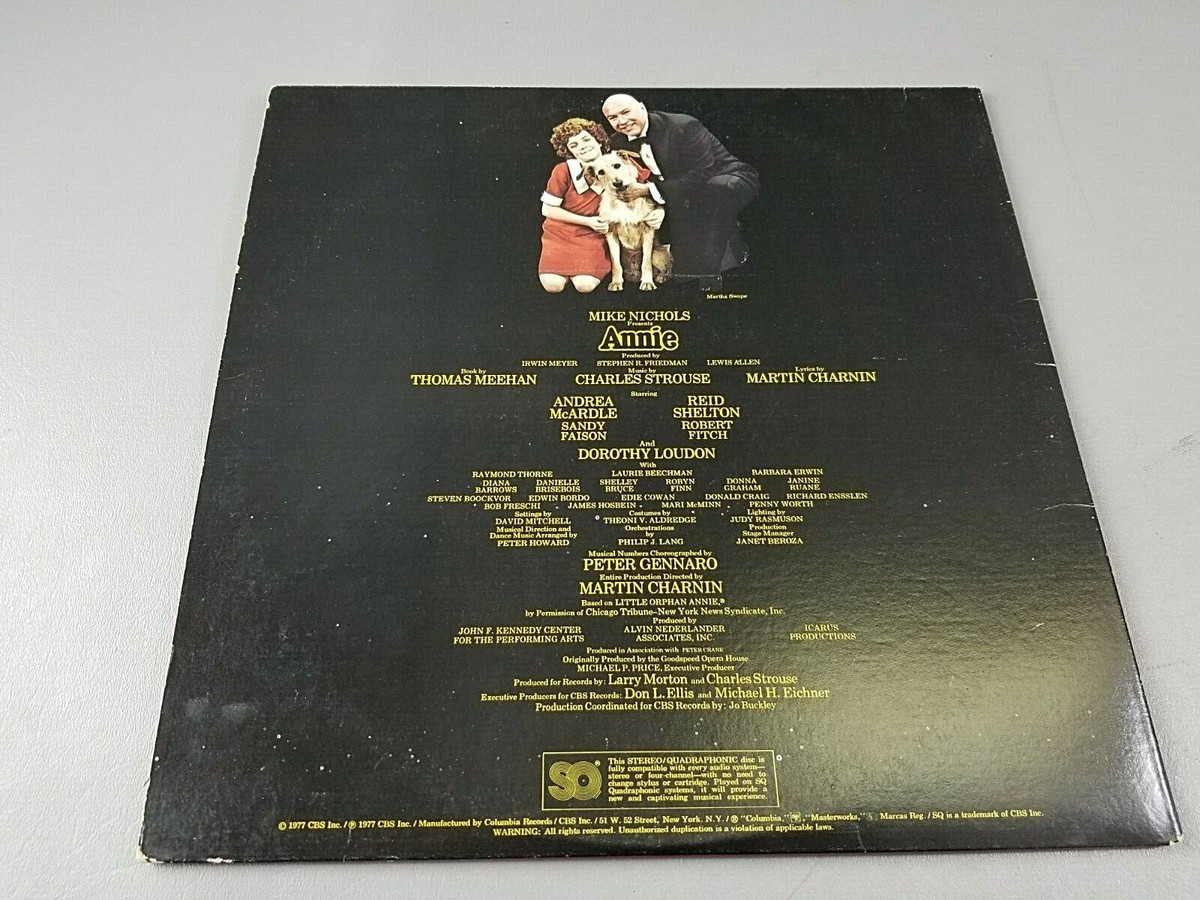 Martha Swope
MIKE NICHOLS
Presents
Annie
Produced by
IRWIN MEYER STEPHEN R. FRIEDMAN LEWIS ALLEN
Book by Music by Lyrics by
THOMAS MEEHAN CHARLES STROUSE MARTIN CHARNIN
Starring
ANDREA REID
McARDLE SHELTON
SANDY ROBERT
FAISON FITCH
And
DOROTHY LOUDON
With
RAYMOND THORNE LAURIE BEECHMAN BARBARA ERWIN
DIANA DANIELLE SHELLEY ROBYN DONNA JANINE
BARROWS BRISEBOIS BRUCE FINN GRAHAM RUANE
STEVEN BOOCKVOR EDWIN BORDO EDIE COWAN DONALD CRAIG RICHARD ENSSLEN
BOB FRESCHI JAMES HOSBEIN MARI McMINN PENNY WORTH
Settings by Costumes by Lighting by
DAVID MITCHELL THEONI V. ALDREDGE JUDY RASMUSON
Musical Direction and Orchestrations Production
Dance Music Arranged by by Stage Manager
PETER HOWARD PHILIP J. LANG JANET BEROZA
Musical Numbers Choreographed by
PETER GENNARO
Entire Production Directed by
MARTIN CHARNIN
Based on LITTLE ORPHAN ANNIE,®
by Permission of Chicago Tribune–New York News Syndicate, Inc.
Produced by
JOHN F. KENNEDY CENTER ALVIN NEDERLANDER ICARUS
FOR THE PERFORMING ARTS ASSOCIATES, INC. PRODUCTIONS
Produced in Association with PETER CRANE
Originally Produced by the Goodspeed Opera House
MICHAEL P. PRICE, Executive Producer
Produced for Records by: Larry Morton and Charles Strouse
Executive Producers for CBS Records: Don L. Ellis and Michael H. Eichner
Production Coordinated for CBS Records by: Jo Buckley
SQ®
This STEREO/QUADRAPHONIC disc is
fully compatible with every audio system—
stereo or four-channel—with no need to
change stylus or cartridge. Played on SQ
Quadraphonic systems, it will provide a
new and captivating musical experience.
© 1977 CBS Inc. / ℗ 1977 CBS Inc. / Manufactured by Columbia Records / CBS Inc. / 51 W. 52 Street, New York. N.Y. / ® "Columbia," "Masterworks," Marcas Reg. / SQ is a trademark of CBS Inc.
WARNING: All rights reserved. Unauthorized duplication is a violation of applicable laws.